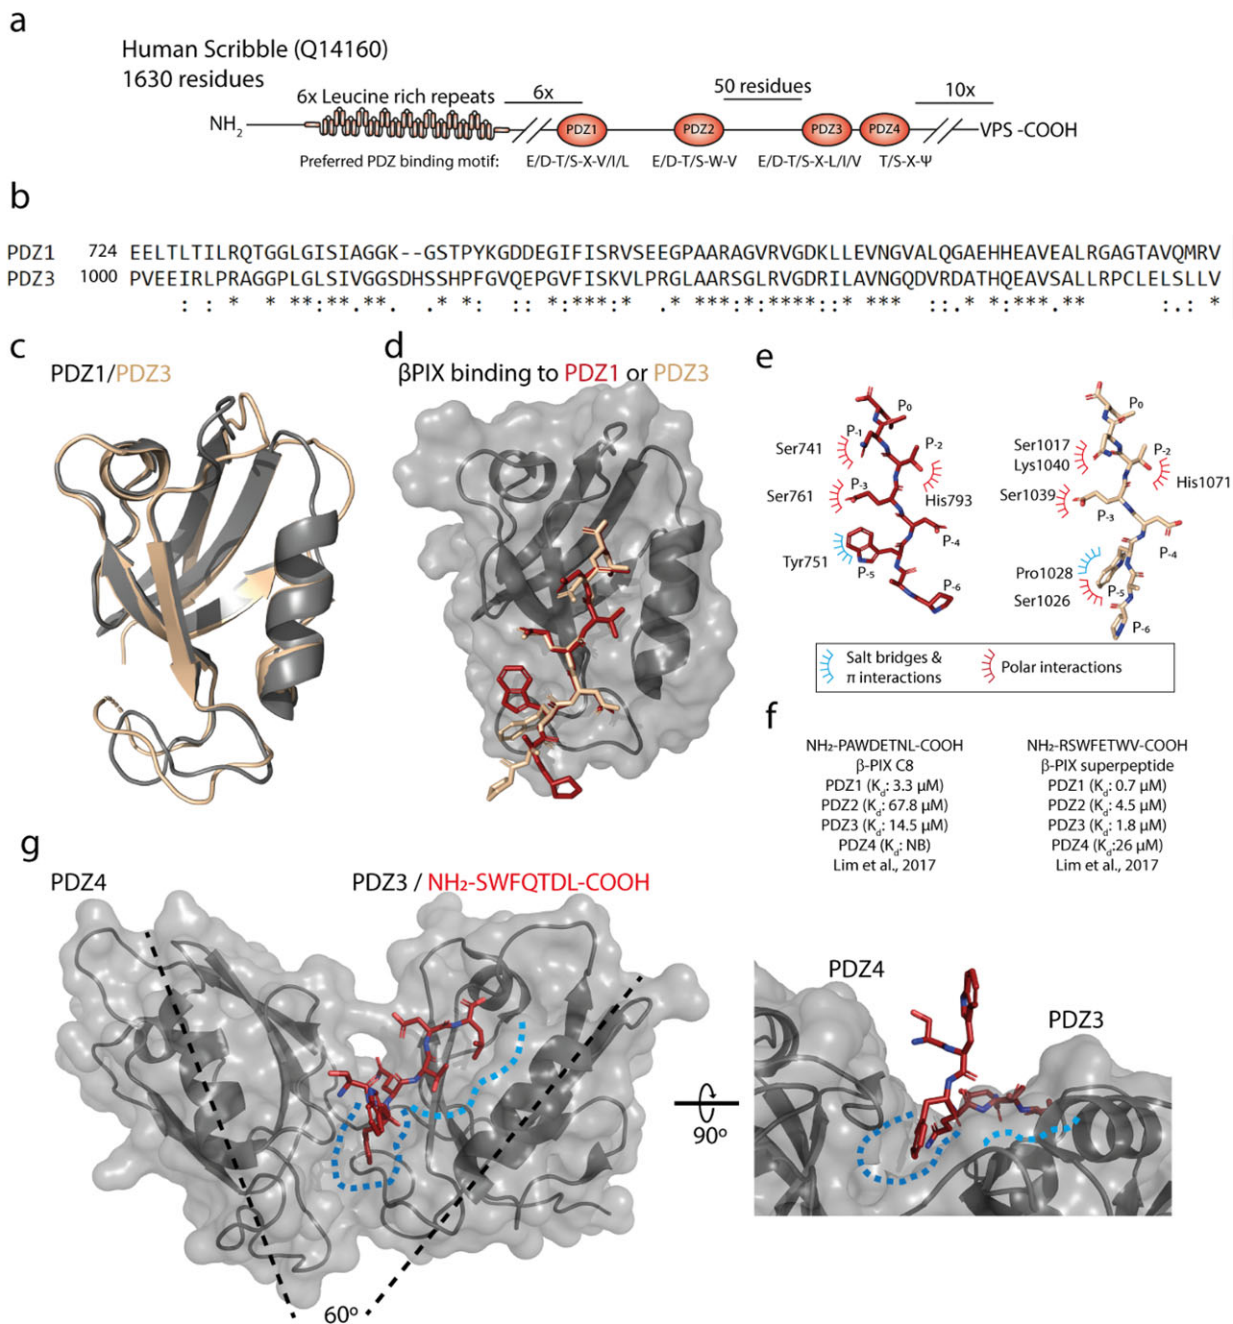 a
Human Scribble (Q14160)
1630 residues
6x Leucine rich repeats
6x
50 residues
10x
NH2
PDZ1
PDZ2
PDZ3
PDZ4
VPS -COOH
Preferred PDZ binding motif:
E/D-T/S-X-V/I/L
E/D-T/S-W-V
E/D-T/S-X-L/I/V
T/S-X-Ψ
b
PDZ1 724 EELTLTILRQTGGLGISIAGGK--GSTPYKGDDEGIFISRVSEEGPAARAGVRVGDKLLEVNGVALQGAEHHEAVEALRGAGTAVQMRV
PDZ3 1000 PVEEIRLPRAGGPLGLSIVGGSDHSSHPFGVQEPGVFISKVLPRGLAARSGLRVGDRILAVNGQDVRDATHQEAVSALLRPCLELSLLV
: : * * **:**.** .*:: :: *:***:* . ***:*:****::* *** ::.* *:***.** :.: *
c
PDZ1/PDZ3
d
βPIX binding to PDZ1 or PDZ3
e
P0
P-1
P-2
Ser741
Ser761
P-3
His793
P-4
Tyr751
P-5
P-6
P0
Ser1017
Lys1040
P-2
His1071
Ser1039
P-3
P-4
Pro1028
P-5
Ser1026
P-6
Salt bridges &
π interactions
Polar interactions
f
NH2-PAWDETNL-COOH
β-PIX C8
PDZ1 (Kd: 3.3 μM)
PDZ2 (Kd: 67.8 μM)
PDZ3 (Kd: 14.5 μM)
PDZ4 (Kd: NB)
Lim et al., 2017
NH2-RSWFETWV-COOH
β-PIX superpeptide
PDZ1 (Kd: 0.7 μM)
PDZ2 (Kd: 4.5 μM)
PDZ3 (Kd: 1.8 μM)
PDZ4 (Kd:26 μM)
Lim et al., 2017
g
PDZ4
PDZ3 / NH2-SWFQTDL-COOH
60º
90º
PDZ4
PDZ3